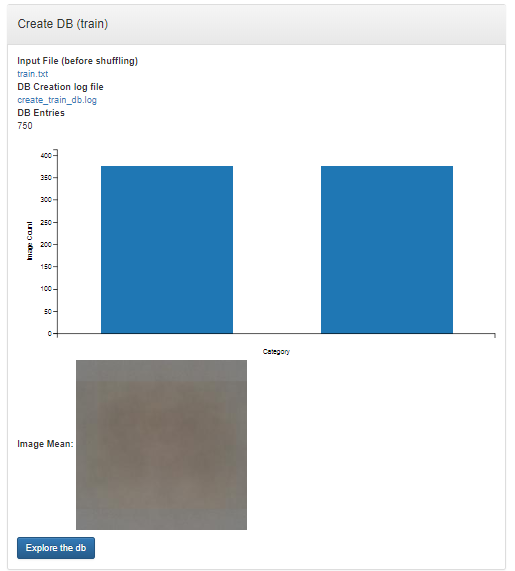 Create DB (train)
Input File (before shuffling)
train.txt
DB Creation log file
create_train_db.log
DB Entries
750
400
350
300
250
200
150
100
50
0
Image Count
Category
Image Mean:
Explore the db